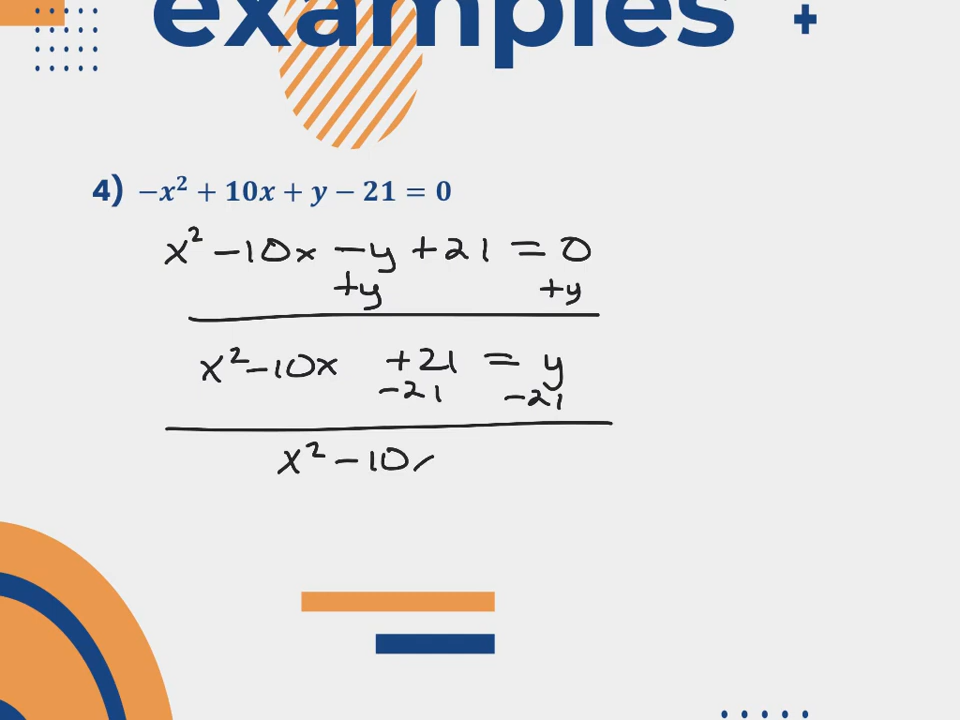 examples
4) −x² + 10x + y − 21 = 0
x² − 10x − y + 21 = 0
+y +y
x² − 10x + 21 = y
−21 −21
x² − 10